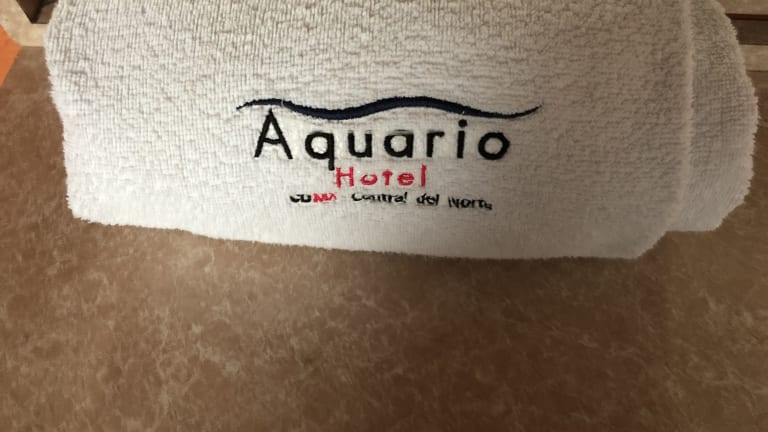 Aquario
Hotel
CDMX Central del Norte